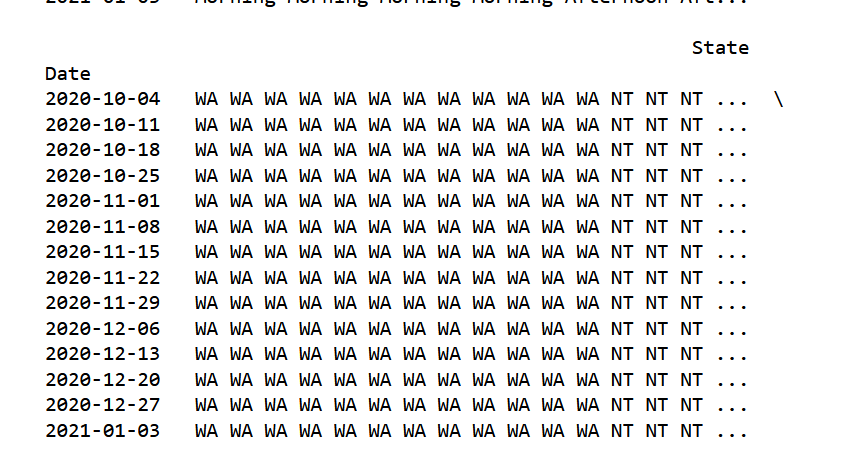 2021-01-03 Morning Morning Morning Morning Afternoon Aft...
State
Date
2020-10-04 WA WA WA WA WA WA WA WA WA WA WA WA NT NT NT ... \
2020-10-11 WA WA WA WA WA WA WA WA WA WA WA WA NT NT NT ...
2020-10-18 WA WA WA WA WA WA WA WA WA WA WA WA NT NT NT ...
2020-10-25 WA WA WA WA WA WA WA WA WA WA WA WA NT NT NT ...
2020-11-01 WA WA WA WA WA WA WA WA WA WA WA WA NT NT NT ...
2020-11-08 WA WA WA WA WA WA WA WA WA WA WA WA NT NT NT ...
2020-11-15 WA WA WA WA WA WA WA WA WA WA WA WA NT NT NT ...
2020-11-22 WA WA WA WA WA WA WA WA WA WA WA WA NT NT NT ...
2020-11-29 WA WA WA WA WA WA WA WA WA WA WA WA NT NT NT ...
2020-12-06 WA WA WA WA WA WA WA WA WA WA WA WA NT NT NT ...
2020-12-13 WA WA WA WA WA WA WA WA WA WA WA WA NT NT NT ...
2020-12-20 WA WA WA WA WA WA WA WA WA WA WA WA NT NT NT ...
2020-12-27 WA WA WA WA WA WA WA WA WA WA WA WA NT NT NT ...
2021-01-03 WA WA WA WA WA WA WA WA WA WA WA WA NT NT NT ...